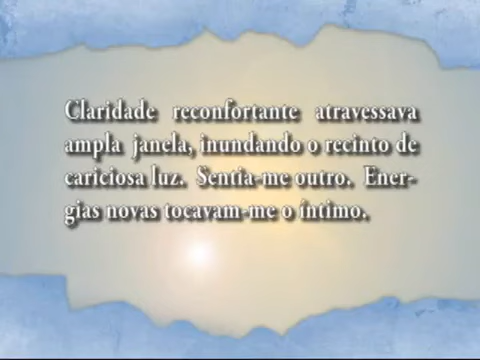 Claridade reconfortante atravessava
ampla janela, inundando o recinto de
cariciosa luz. Sentia-me outro. Ener-
gias novas tocavam-me o íntimo.